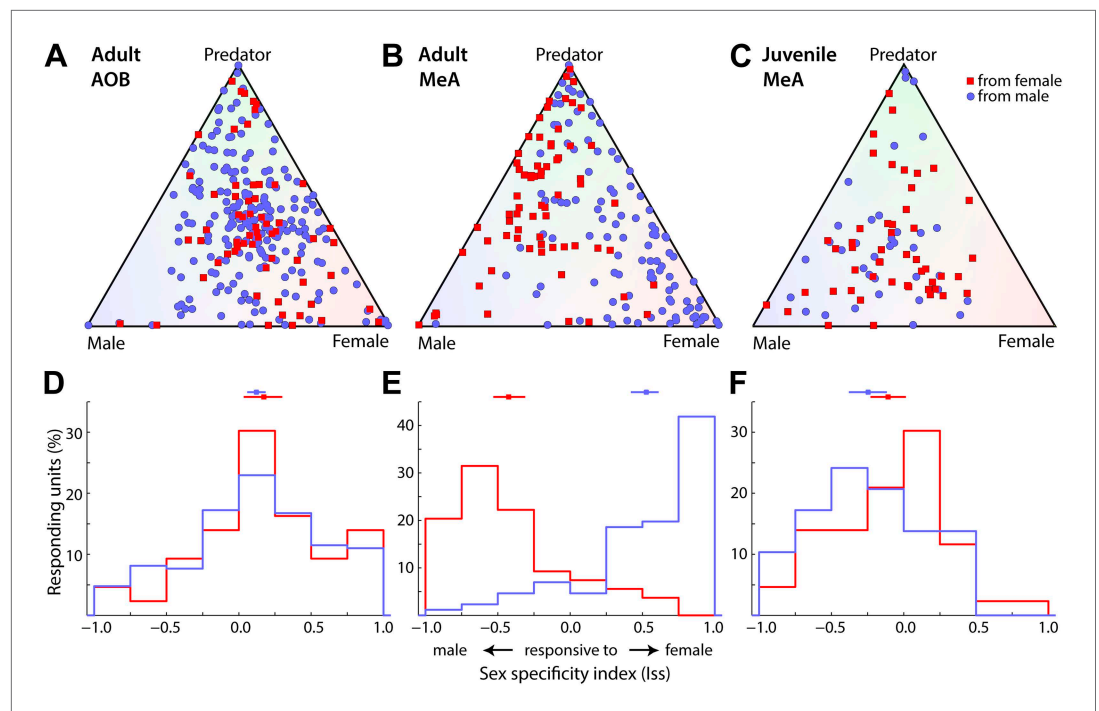 A Adult AOB
Predator
Male
Female
B Adult MeA
Predator
Male
Female
C Juvenile MeA
Predator
from female
from male
Male
Female
D
Responding units (%)
30
20
10
−1.0 −0.5 0.0 0.5 1.0
E
40
30
20
10
0
−1.0 −0.5 0.0 0.5 1.0
male ← responsive to → female
Sex specificity index (Iss)
F
30
20
10
−1.0 −0.5 0.0 0.5 1.0